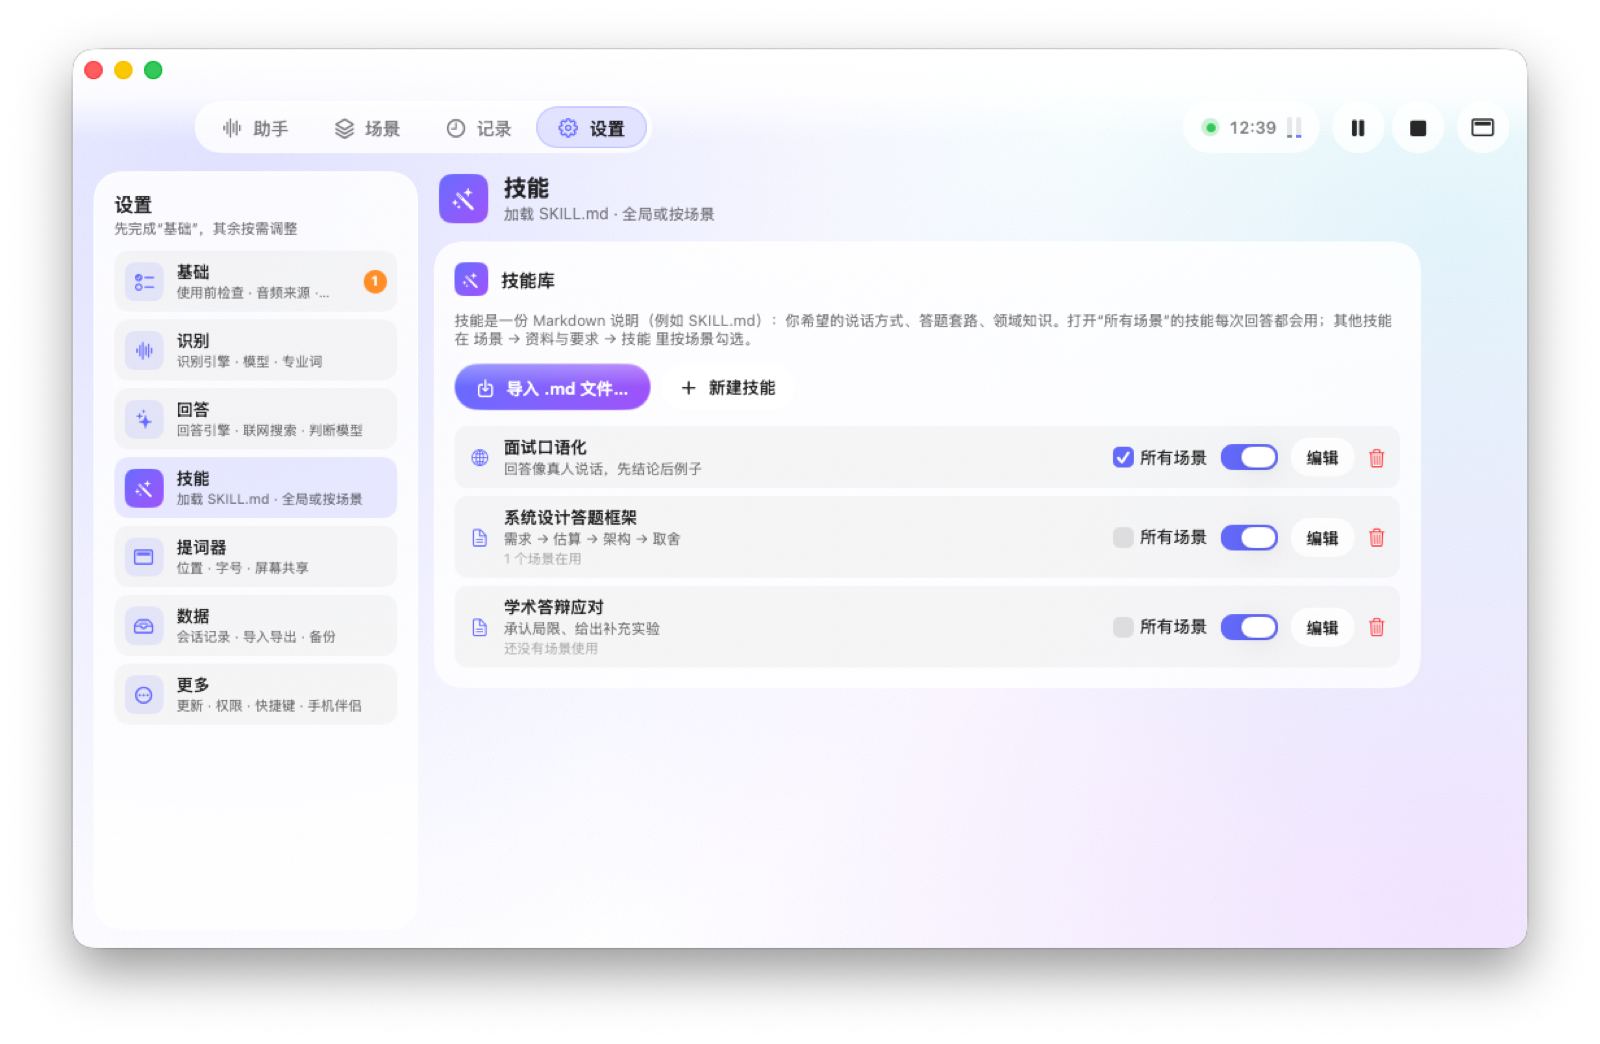 助手
场景
记录
设置
12:39
设置
先完成“基础”，其余按需调整
基础
使用前检查 · 音频来源 ·...
1
识别
识别引擎 · 模型 · 专业词
回答
回答引擎 · 联网搜索 · 判断模型
技能
加载 SKILL.md · 全局或按场景
提词器
位置 · 字号 · 屏幕共享
数据
会话记录 · 导入导出 · 备份
更多
更新 · 权限 · 快捷键 · 手机伴侣
技能
加载 SKILL.md · 全局或按场景
技能库
技能是一份 Markdown 说明（例如 SKILL.md）：你希望的说话方式、答题套路、领域知识。打开“所有场景”的技能每次回答都会用；其他技能
在 场景 → 资料与要求 → 技能 里按场景勾选。
导入 .md 文件...
新建技能
面试口语化
回答像真人说话，先结论后例子
所有场景
编辑
系统设计答题框架
需求 → 估算 → 架构 → 取舍
1 个场景在用
所有场景
编辑
学术答辩应对
承认局限、给出补充实验
还没有场景使用
所有场景
编辑